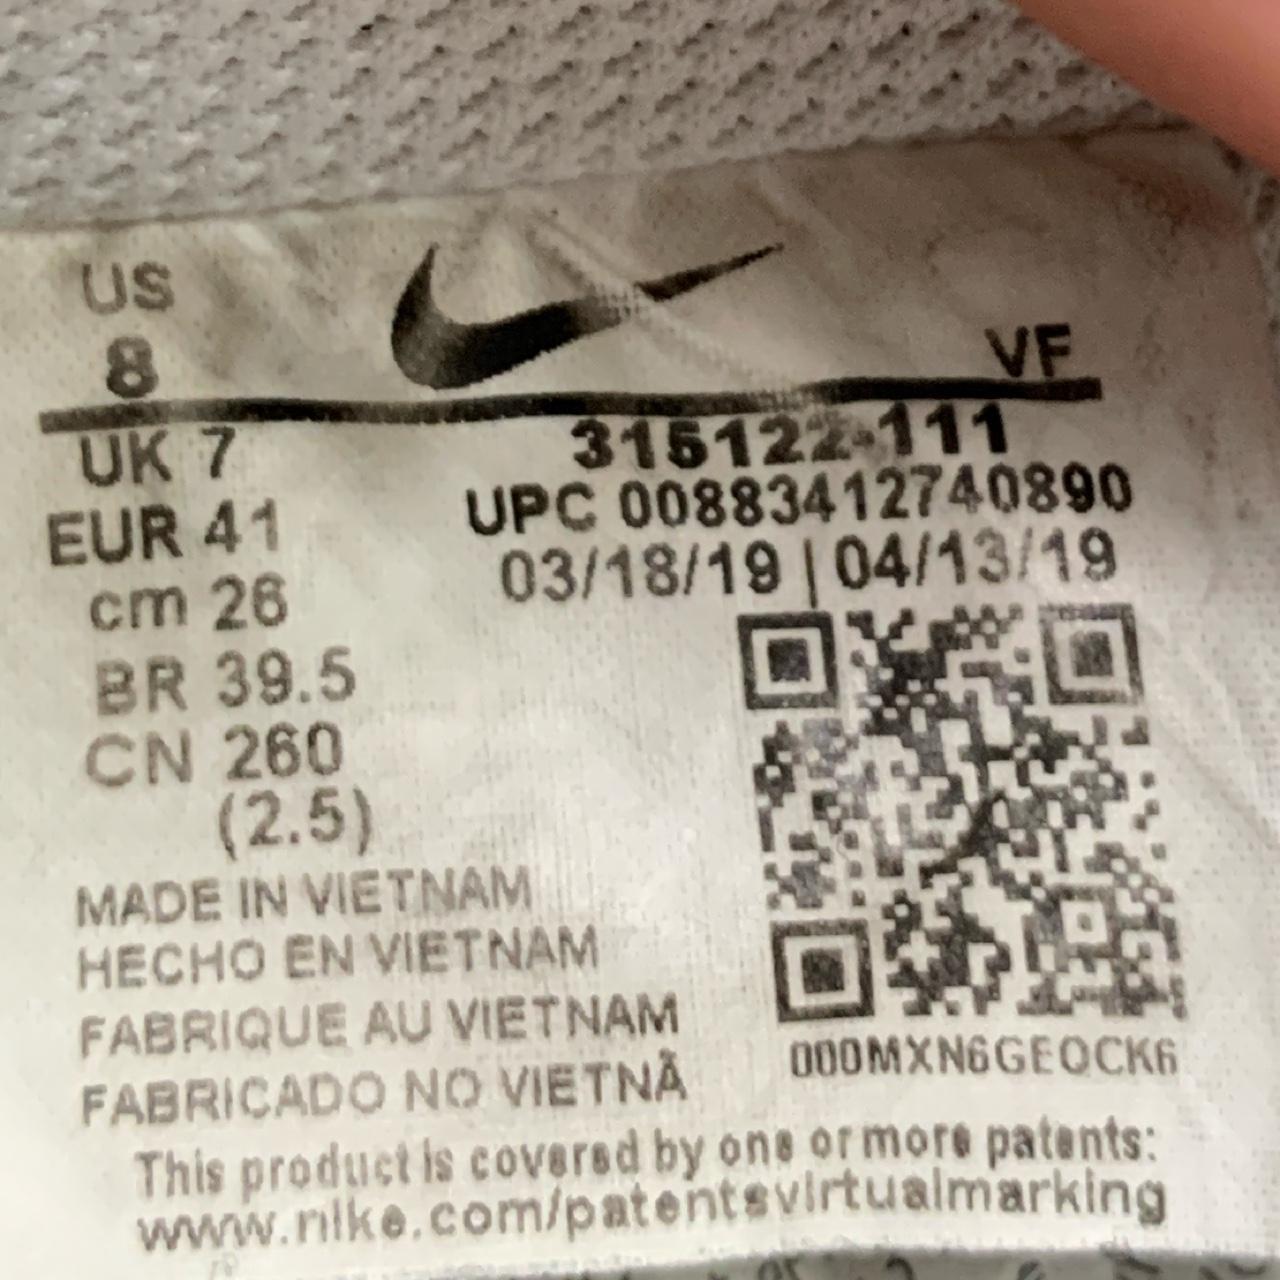 US
8
VF
UK 7
315122-111
EUR 41
UPC 00883412740890
cm 26
03/18/19 | 04/13/19
BR 39.5
CN 260
(2.5)
MADE IN VIETNAM
HECHO EN VIETNAM
FABRIQUE AU VIETNAM
FABRICADO NO VIETNÃ
000MXN6GEOCK6
This product is covered by one or more patents:
www.nike.com/patentsvirtualmarking